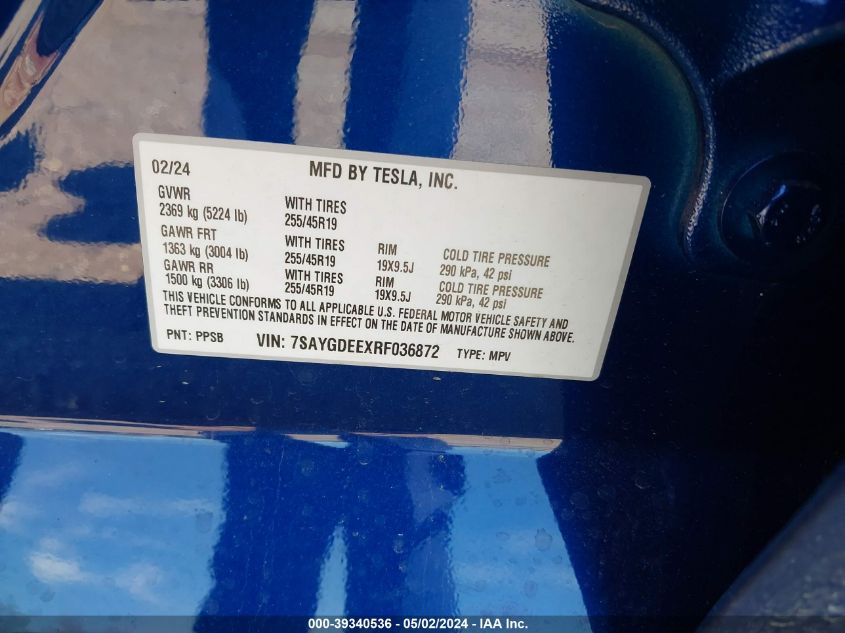 02/24 MFD BY TESLA, INC.
GVWR
2369 kg (5224 lb) WITH TIRES
255/45R19
GAWR FRT
1363 kg (3004 lb) WITH TIRES RIM COLD TIRE PRESSURE
255/45R19 19X9.5J 290 kPa, 42 psi
GAWR RR
1500 kg (3306 lb) WITH TIRES RIM COLD TIRE PRESSURE
255/45R19 19X9.5J 290 kPa, 42 psi
THIS VEHICLE CONFORMS TO ALL APPLICABLE U.S. FEDERAL MOTOR VEHICLE SAFETY AND
THEFT PREVENTION STANDARDS IN EFFECT ON THE DATE OF MANUFACTURE SHOWN ABOVE.
PNT: PPSB VIN: 7SAYGDEEXRF036872 TYPE: MPV
000-39340536 - 05/02/2024 - IAA Inc.